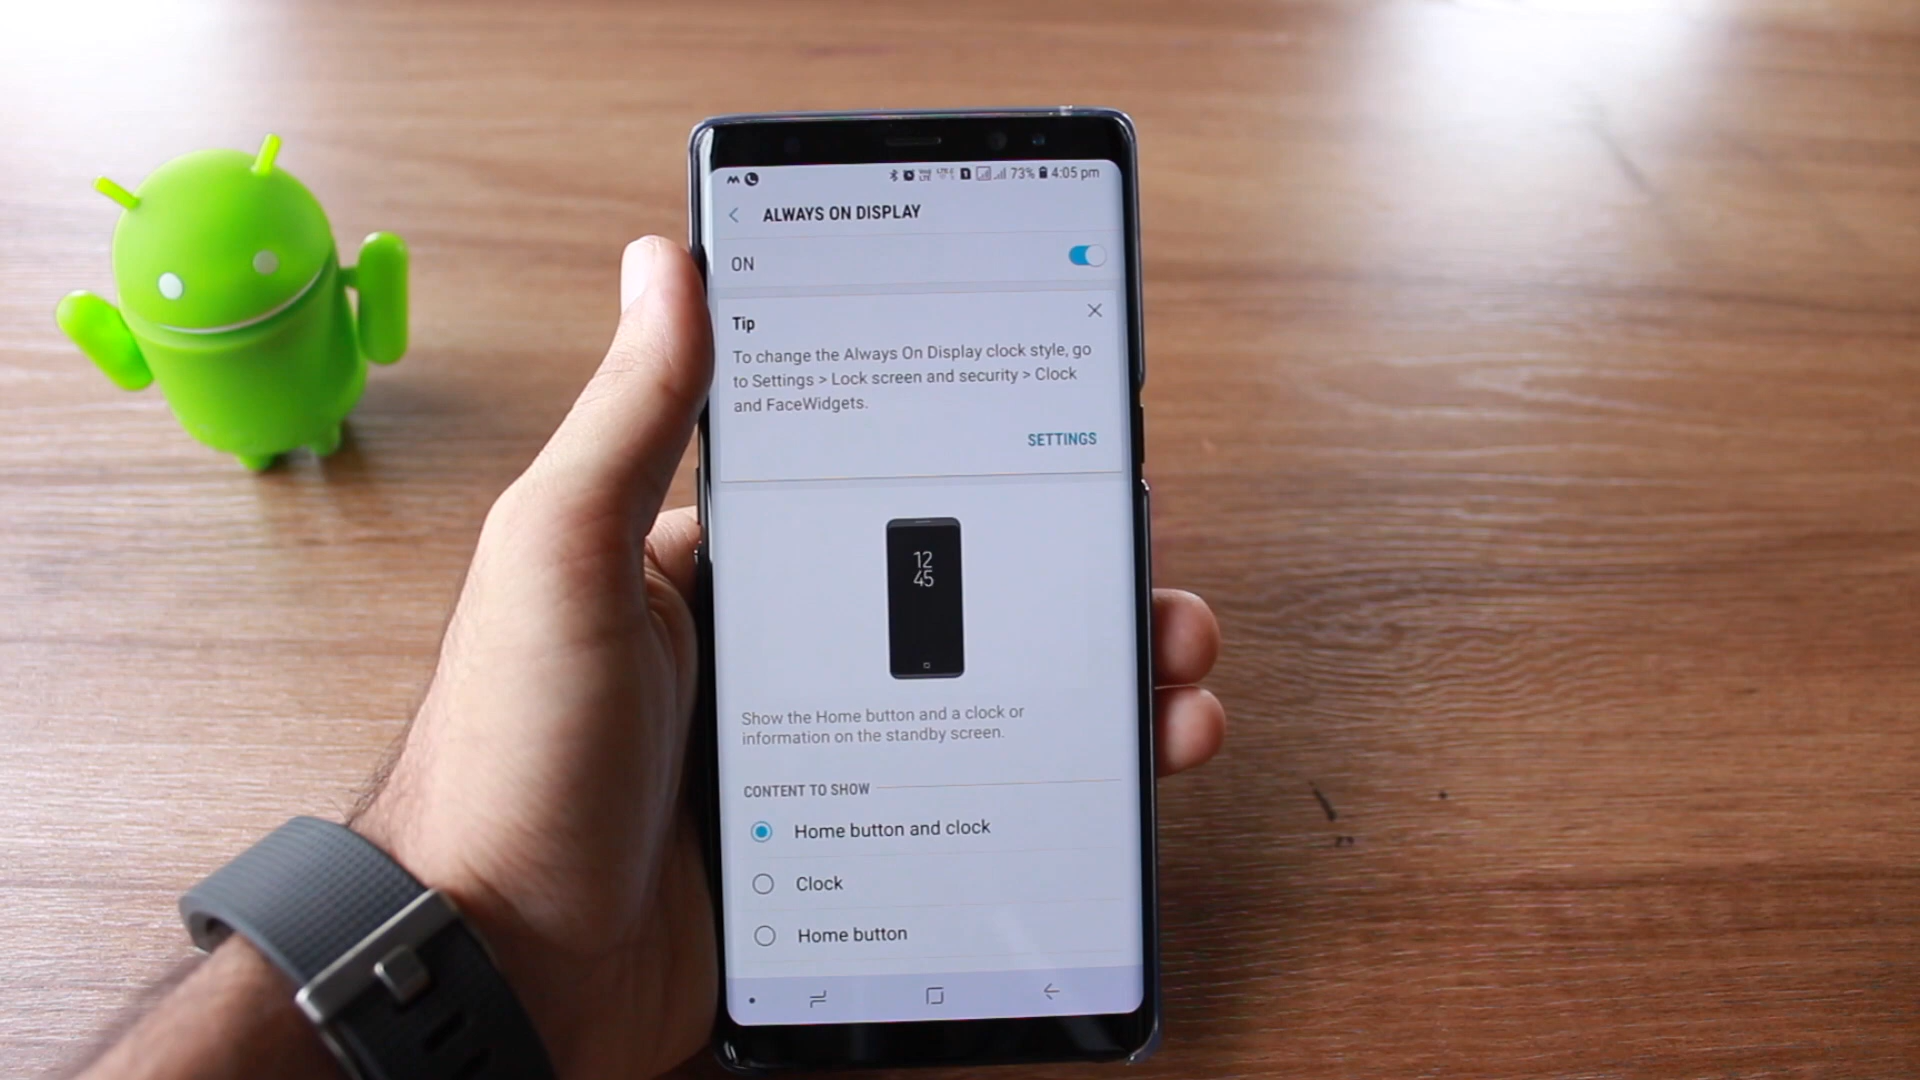 73% 4:05 pm
ALWAYS ON DISPLAY
ON
Tip
To change the Always On Display clock style, go
to Settings > Lock screen and security > Clock
and FaceWidgets.
SETTINGS
12
45
Show the Home button and a clock or
information on the standby screen.
CONTENT TO SHOW
Home button and clock
Clock
Home button